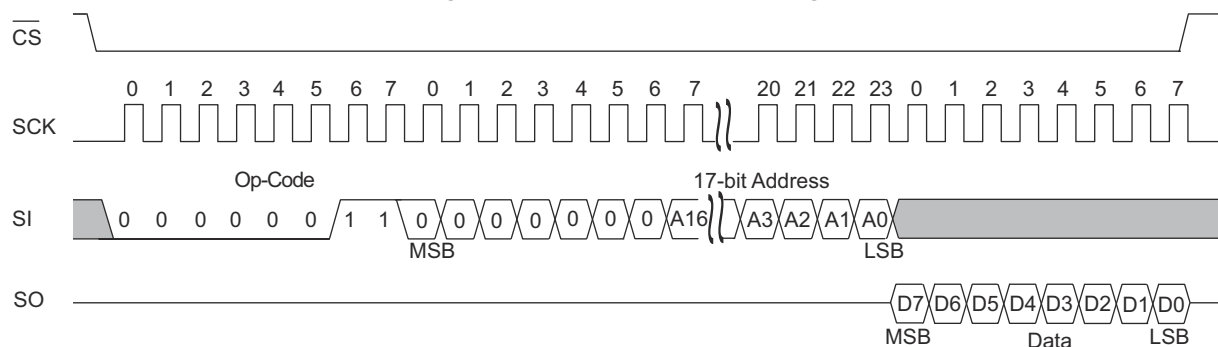 CS
0 1 2 3 4 5 6 7 0 1 2 3 4 5 6 7 20 21 22 23 0 1 2 3 4 5 6 7
SCK
Op-Code 17-bit Address
SI 0 0 0 0 0 0 1 1 0 0 0 0 0 0 0 A16 A3 A2 A1 A0
MSB LSB
SO D7 D6 D5 D4 D3 D2 D1 D0
MSB Data LSB